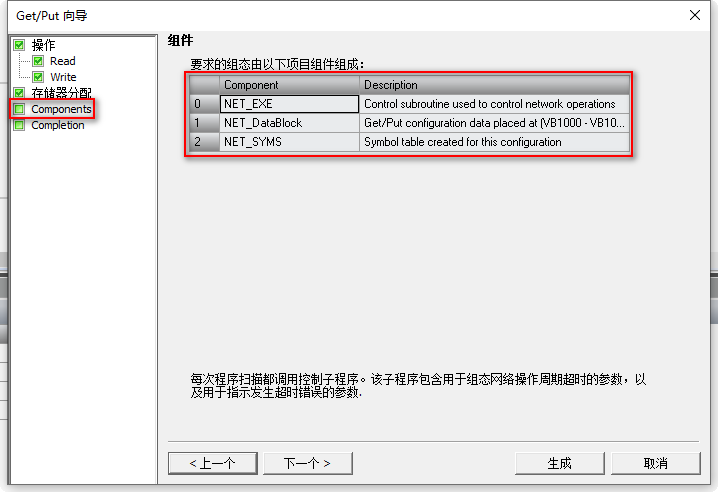 Get/Put 向导
操作
Read
Write
存储器分配
Components
Completion
组件
要求的组态由以下项目组件组成：
Component Description
0 NET_EXE Control subroutine used to control network operations
1 NET_DataBlock Get/Put configuration data placed at (VB1000 - VB10...
2 NET_SYMS Symbol table created for this configuration
每次程序扫描都调用控制子程序。该子程序包含用于组态网络操作周期超时的参数，以
及用于指示发生超时错误的参数.
< 上一个 下一个 > 生成 取消